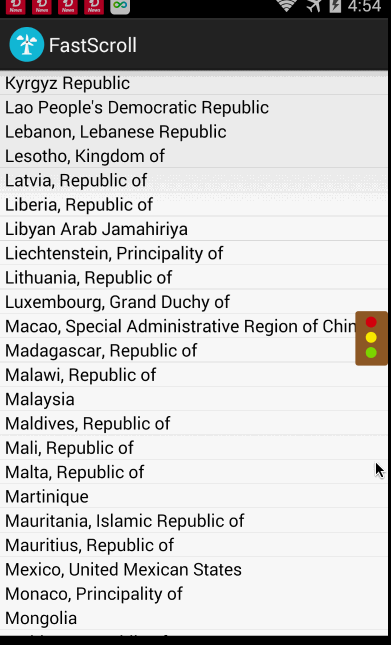 News
News
News
News
4:54
FastScroll
Kyrgyz Republic
Lao People's Democratic Republic
Lebanon, Lebanese Republic
Lesotho, Kingdom of
Latvia, Republic of
Liberia, Republic of
Libyan Arab Jamahiriya
Liechtenstein, Principality of
Lithuania, Republic of
Luxembourg, Grand Duchy of
Macao, Special Administrative Region of Chin
Madagascar, Republic of
Malawi, Republic of
Malaysia
Maldives, Republic of
Mali, Republic of
Malta, Republic of
Martinique
Mauritania, Islamic Republic of
Mauritius, Republic of
Mexico, United Mexican States
Monaco, Principality of
Mongolia